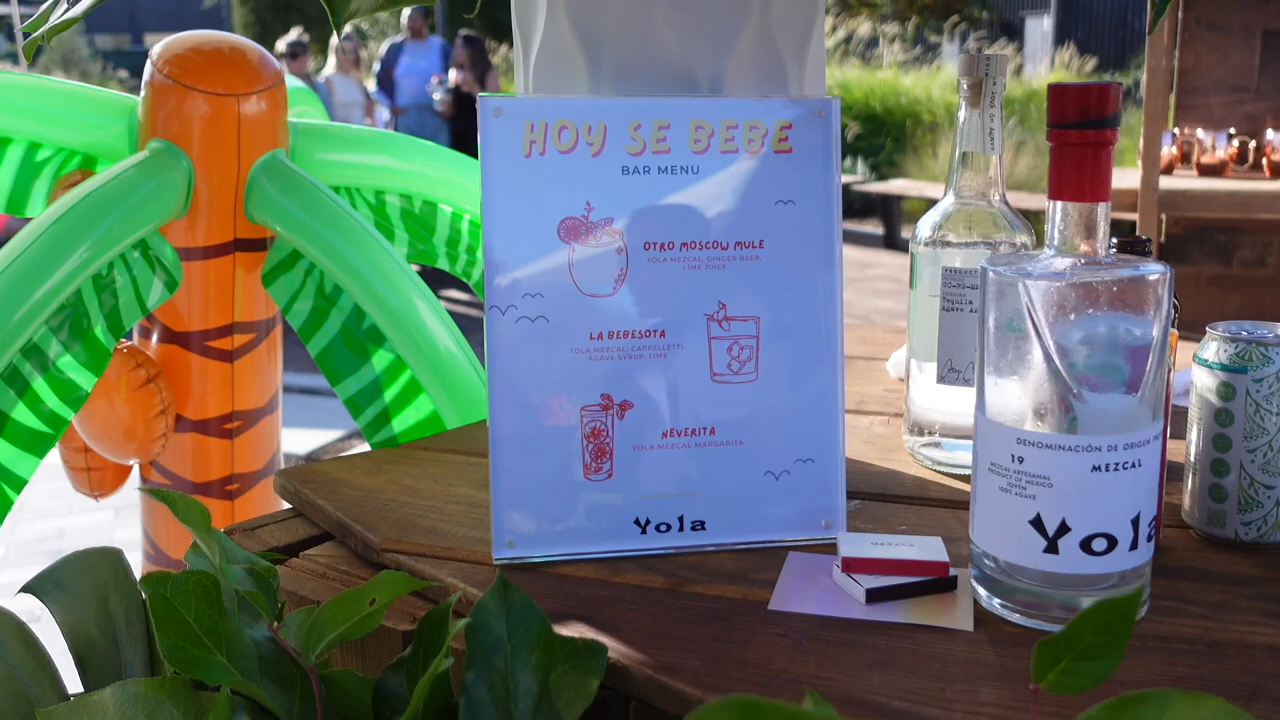 HOY SE BEBE
BAR MENU
OTRO MOSCOW MULE
YOLA MEZCAL, GINGER BEER,
LIME JUICE
LA BEBESOTA
YOLA MEZCAL, CAPPELLETTI,
AGAVE SYRUP, LIME
NEVERITA
YOLA MEZCAL MARGARITA
Yola
PRODUCT
Tequila
Agave
DENOMINACIÓN DE ORIGEN
19
MEZCAL
MEZCAL ARTESANAL
PRODUCT OF MEXICO
JOVEN
100% AGAVE
Yola